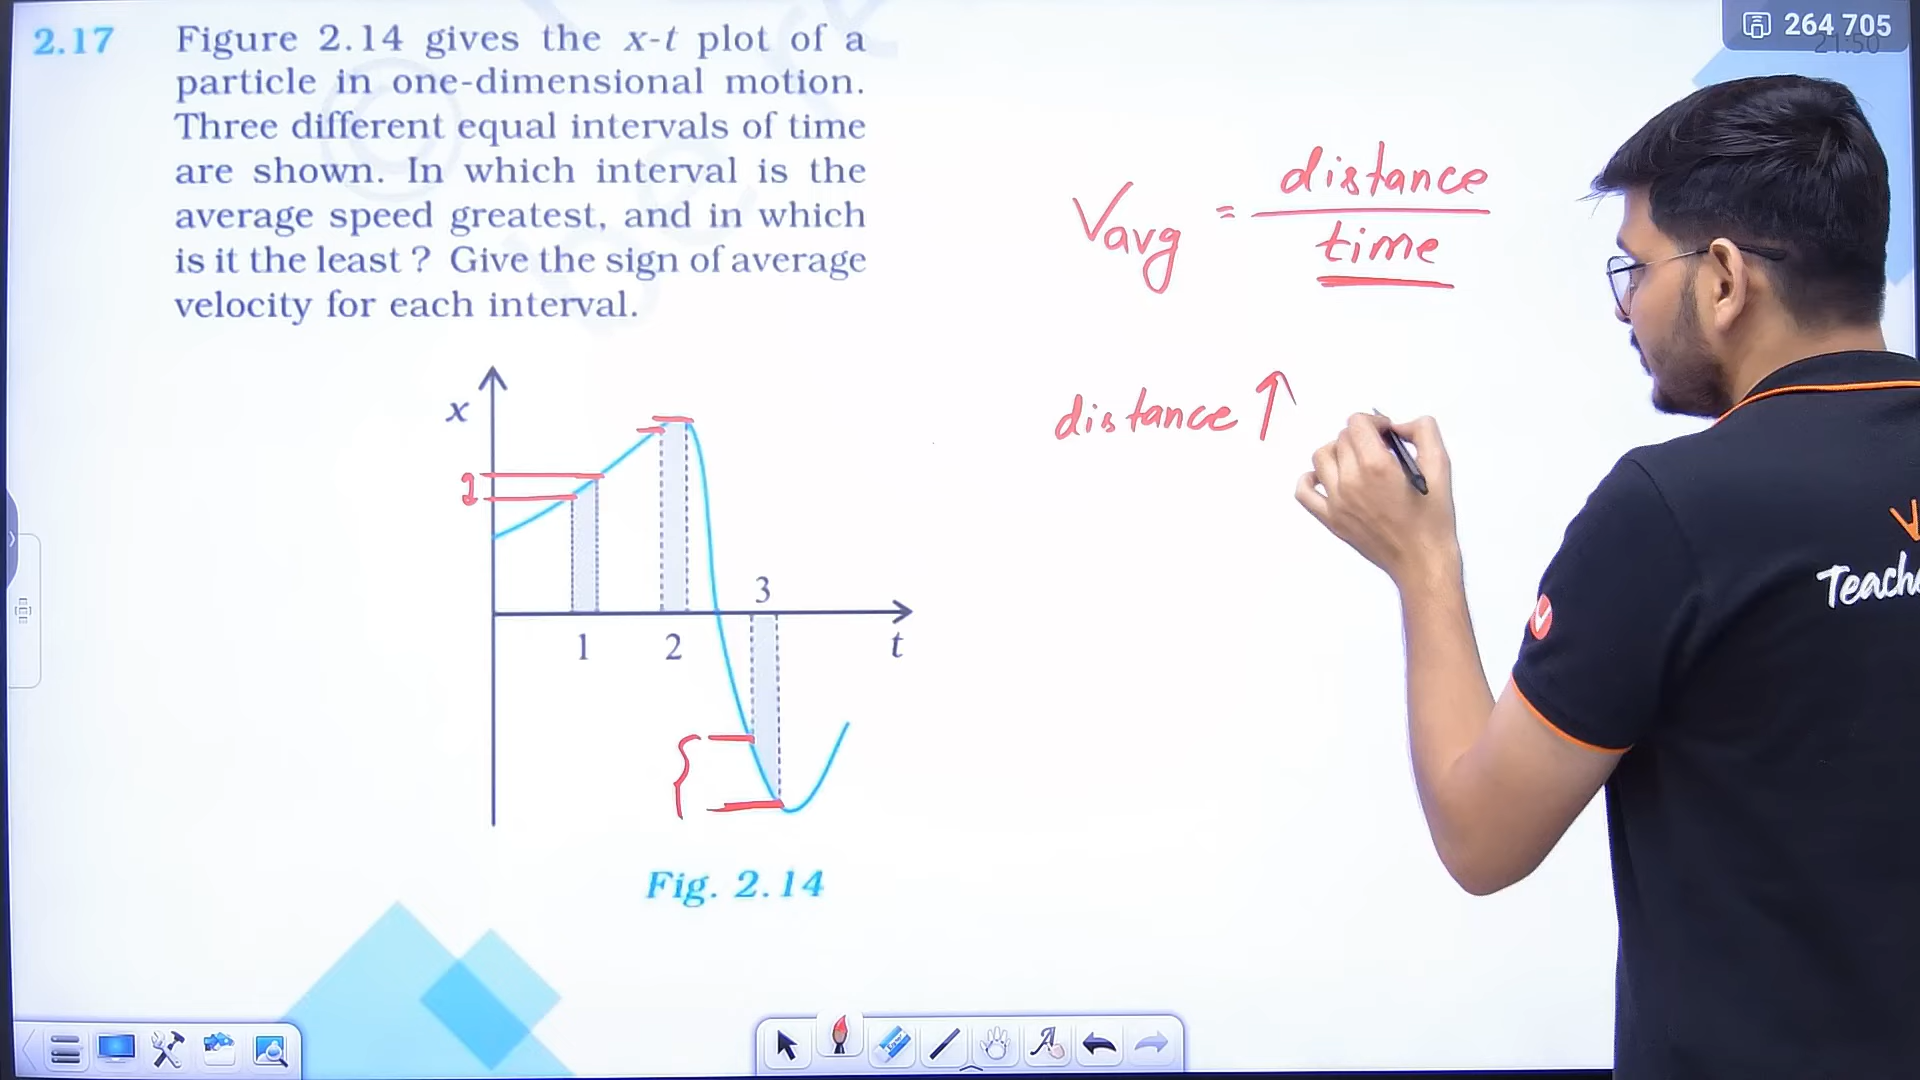 2.17 Figure 2.14 gives the x-t plot of a
particle in one-dimensional motion.
Three different equal intervals of time
are shown. In which interval is the
average speed greatest, and in which
is it the least ? Give the sign of average
velocity for each interval.
264 705
21:50
Vavg = distance
time
distance ↑
x
1
2
3
t
Fig. 2.14
Teach